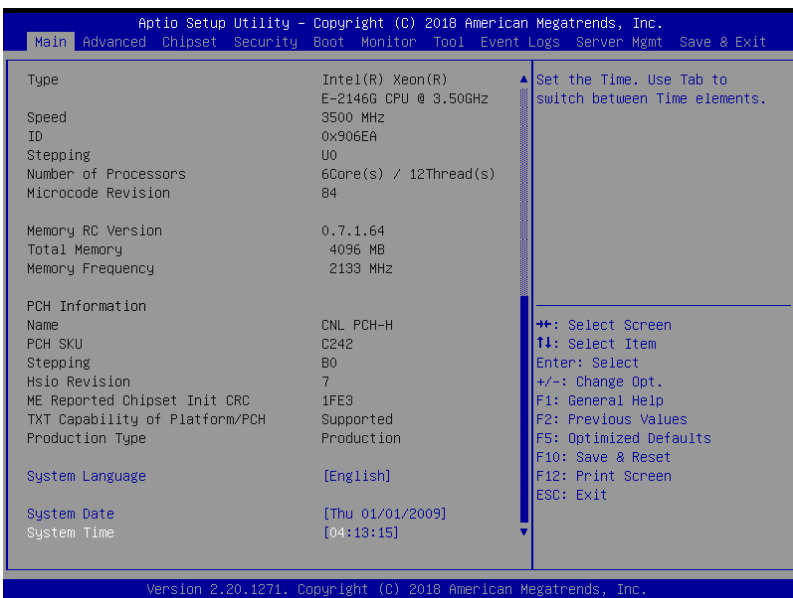 Aptio Setup Utility – Copyright (C) 2018 American Megatrends, Inc.
Main Advanced Chipset Security Boot Monitor Tool Event Logs Server Mgmt Save & Exit
Type Intel(R) Xeon(R)
E-2146G CPU @ 3.50GHz
Speed 3500 MHz
ID 0x906EA
Stepping U0
Number of Processors 6Core(s) / 12Thread(s)
Microcode Revision 84
Memory RC Version 0.7.1.64
Total Memory 4096 MB
Memory Frequency 2133 MHz
PCH Information
Name CNL PCH-H
PCH SKU C242
Stepping B0
Hsio Revision 7
ME Reported Chipset Init CRC 1FE3
TXT Capability of Platform/PCH Supported
Production Type Production
System Language [English]
System Date [Thu 01/01/2009]
System Time [04:13:15]
Set the Time. Use Tab to
switch between Time elements.
→←: Select Screen
↑↓: Select Item
Enter: Select
+/-: Change Opt.
F1: General Help
F2: Previous Values
F5: Optimized Defaults
F10: Save & Reset
F12: Print Screen
ESC: Exit
Version 2.20.1271. Copyright (C) 2018 American Megatrends, Inc.